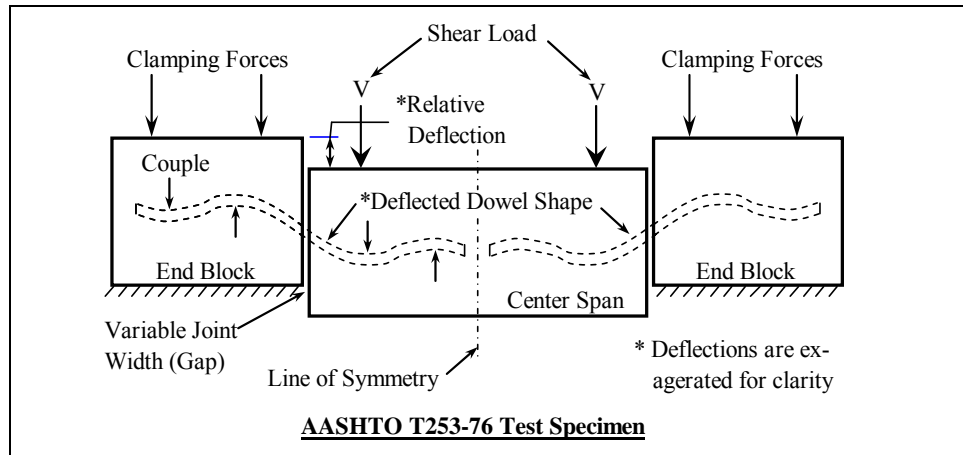 Shear Load
Clamping Forces
Clamping Forces
V
V
*Relative
Deflection
Couple
*Deflected Dowel Shape
End Block
End Block
Center Span
Variable Joint
Width (Gap)
Line of Symmetry
* Deflections are ex-
agerated for clarity
AASHTO T253-76 Test Specimen